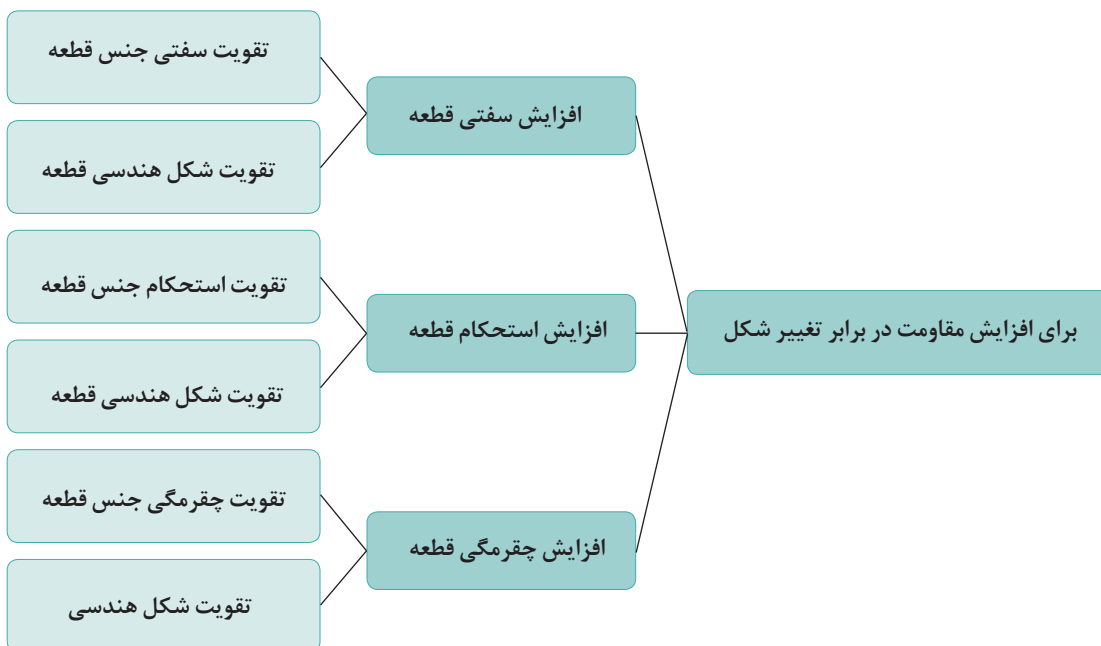 برای افزایش مقاومت در برابر تغییر شکل
افزایش سفتی قطعه
تقویت سفتی جنس قطعه
تقویت شکل هندسی قطعه
افزایش استحکام قطعه
تقویت استحکام جنس قطعه
تقویت شکل هندسی قطعه
افزایش چقرمگی قطعه
تقویت چقرمگی جنس قطعه
تقویت شکل هندسی